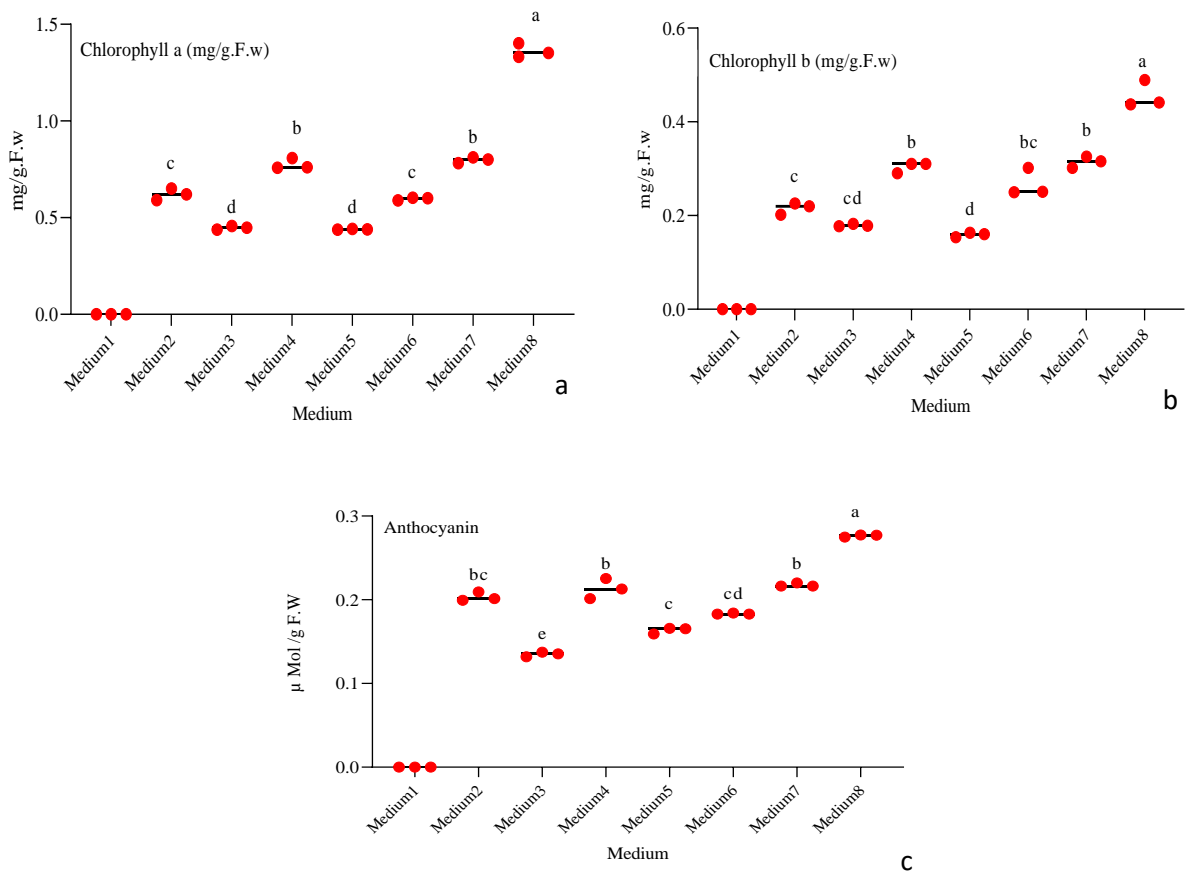 Chlorophyll a (mg/g.F.w)
mg/g.F.w
1.5
1.0
0.5
0.0
c
d
b
d
c
b
a
Medium1
Medium2
Medium3
Medium4
Medium5
Medium6
Medium7
Medium8
Medium
a
Chlorophyll b (mg/g.F.w)
mg/g.F.w
0.6
0.4
0.2
0.0
c
cd
b
d
bc
b
a
Medium1
Medium2
Medium3
Medium4
Medium5
Medium6
Medium7
Medium8
Medium
b
Anthocyanin
µ Mol /g F.W
0.3
0.2
0.1
0.0
bc
e
b
c
cd
b
a
Medium1
Medium2
Medium3
Medium4
Medium5
Medium6
Medium7
Medium8
Medium
c